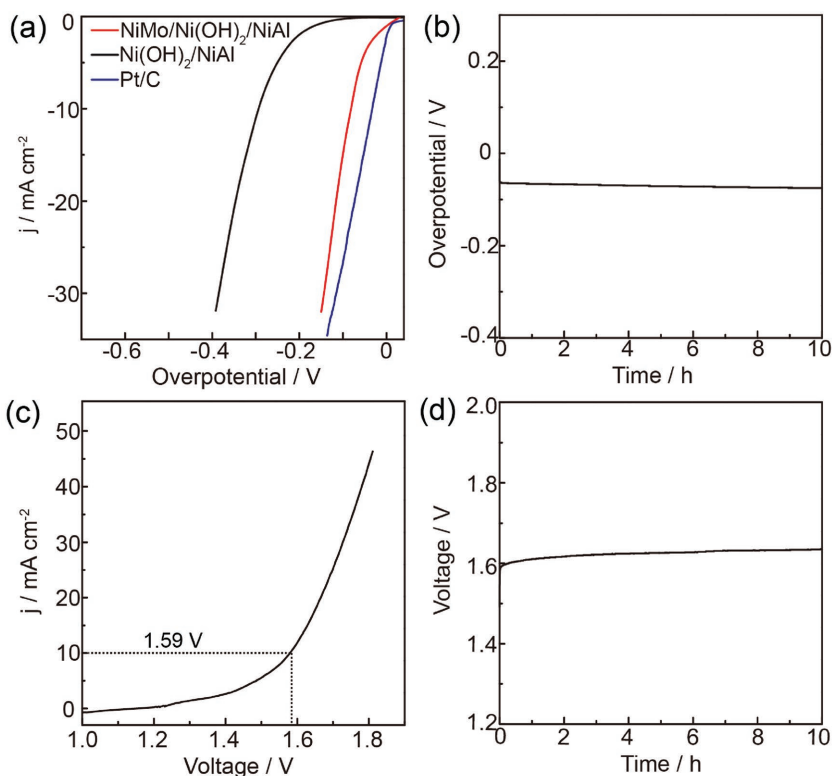 (a)
NiMo/Ni(OH)₂/NiAl
Ni(OH)₂/NiAl
Pt/C
0
-10
-20
-30
j / mA cm⁻²
-0.6
-0.4
-0.2
0
Overpotential / V
(b)
0.2
0
-0.2
-0.4
Overpotential / V
0
2
4
6
8
10
Time / h
(c)
50
40
30
20
10
0
j / mA cm⁻²
1.59 V
1.0
1.2
1.4
1.6
1.8
Voltage / V
(d)
2.0
1.8
1.6
1.4
1.2
Voltage / V
0
2
4
6
8
10
Time / h